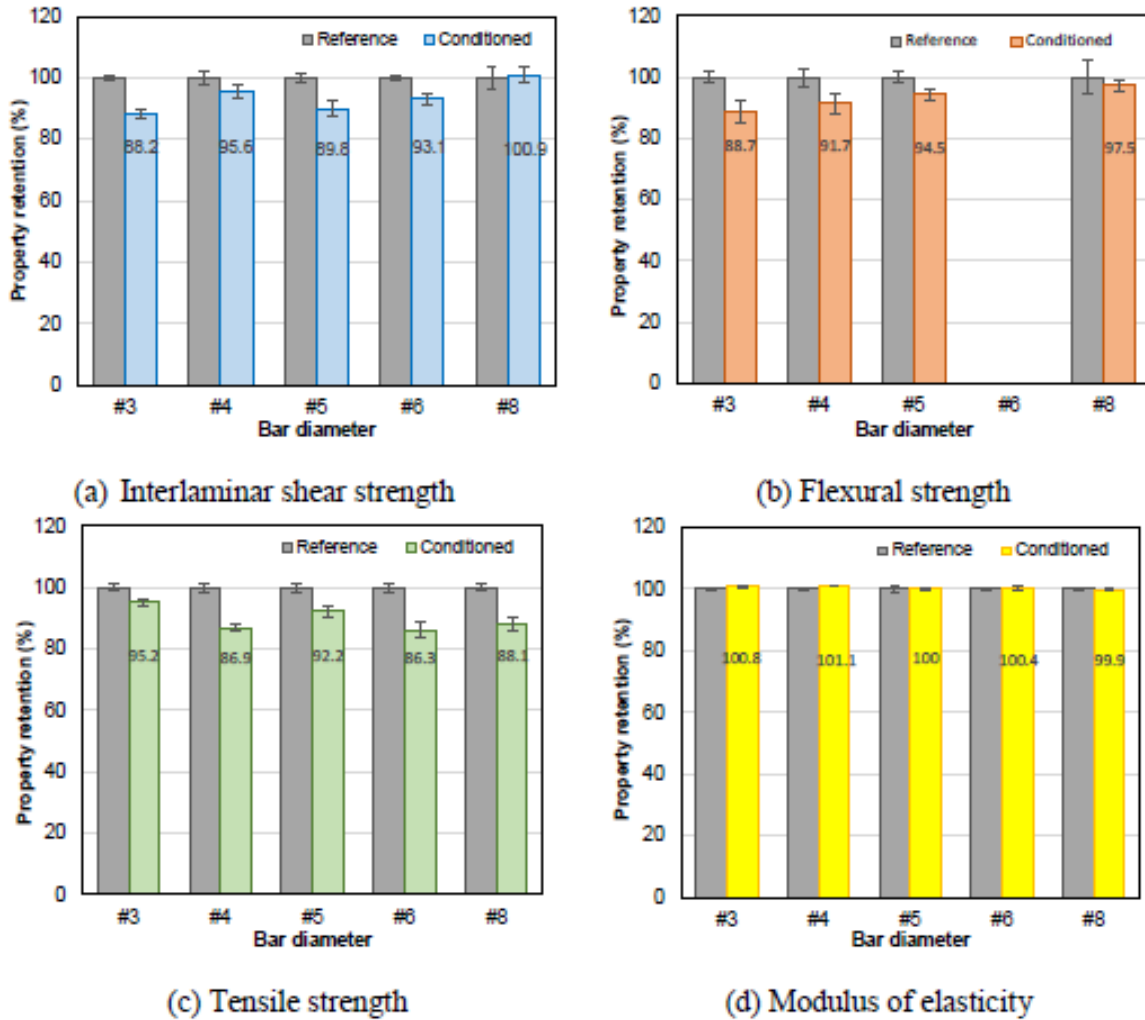 120
100
80
60
40
20
0
Property retention (%)
Reference Conditioned
88.2 95.6 89.8 93.1 100.9
#3 #4 #5 #6 #8
Bar diameter
(a) Interlaminar shear strength
120
100
80
60
40
20
0
Property retention (%)
Reference Conditioned
88.7 91.7 94.5 97.5
#3 #4 #5 #6 #8
Bar diameter
(b) Flexural strength
120
100
80
60
40
20
0
Property retention (%)
Reference Conditioned
95.2 86.9 92.2 86.3 88.1
#3 #4 #5 #6 #8
Bar diameter
(c) Tensile strength
120
100
80
60
40
20
0
Property retention (%)
Reference Conditioned
100.8 101.1 100 100.4 99.9
#3 #4 #5 #6 #8
Bar diameter
(d) Modulus of elasticity